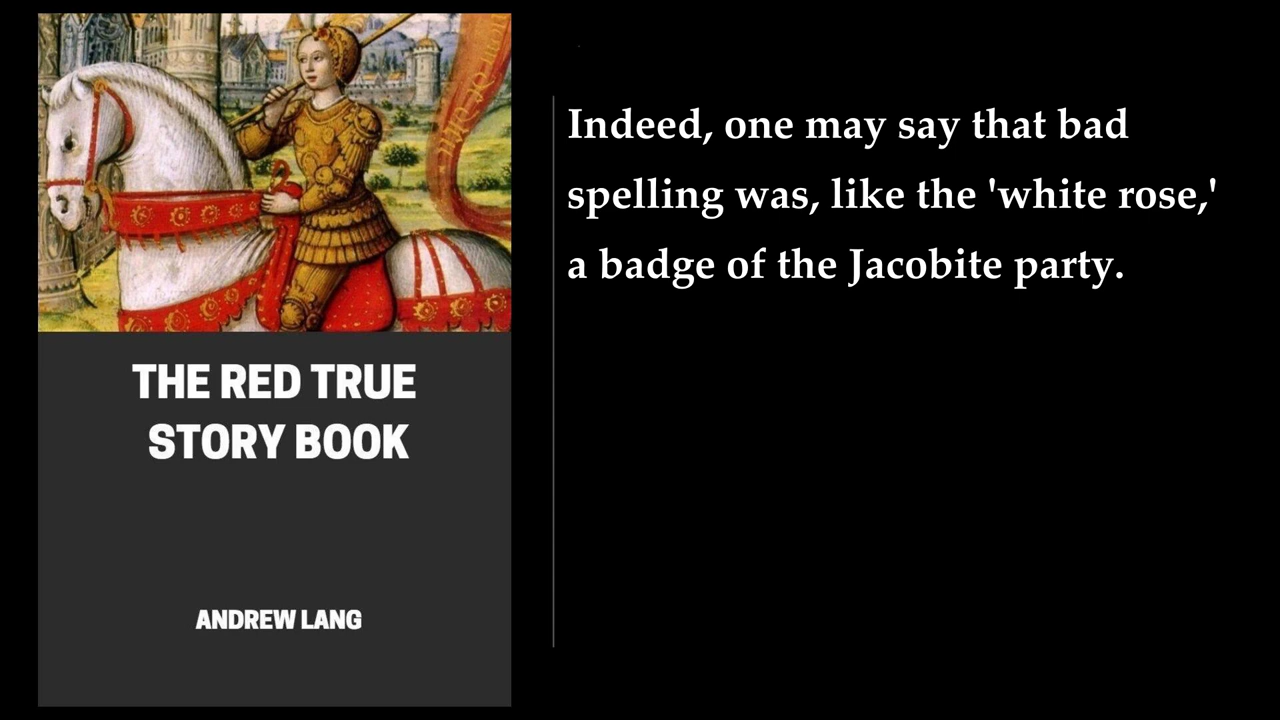 THE RED TRUE
STORY BOOK
ANDREW LANG
Indeed, one may say that bad
spelling was, like the 'white rose,'
a badge of the Jacobite party.